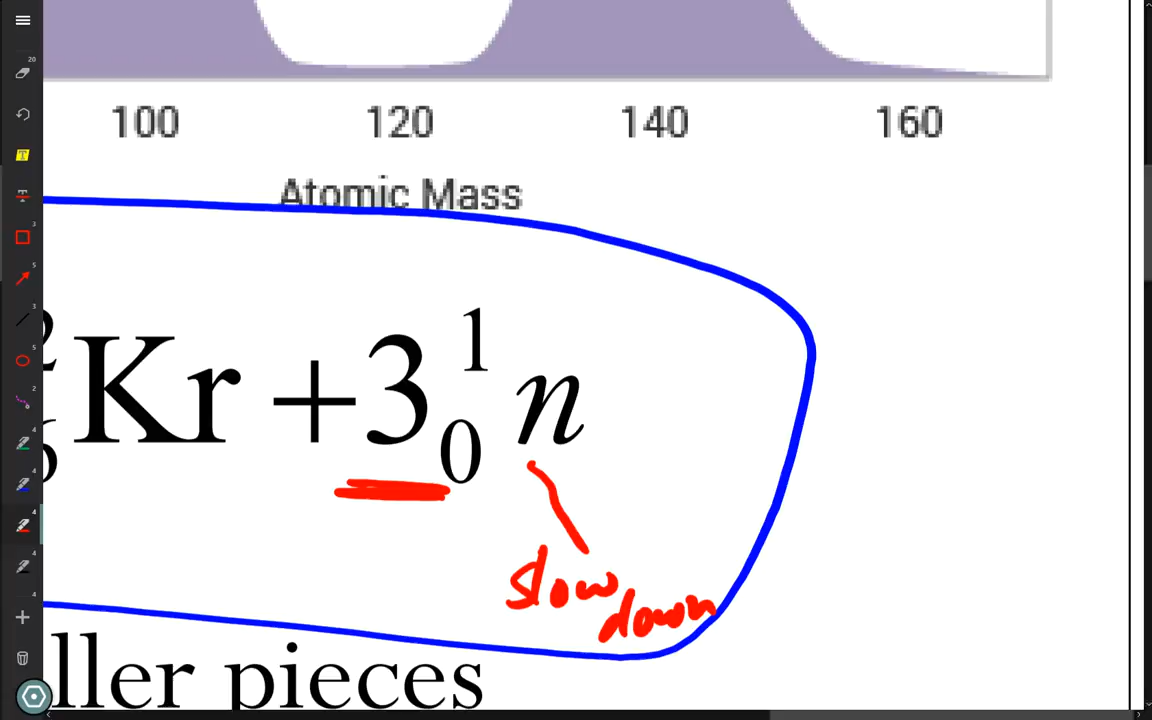 100 120 140 160
Atomic Mass
Kr + 3 1 0 n
slow
down
ller pieces